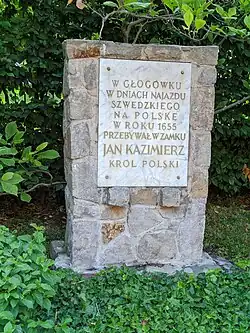 W GŁOGÓWKU
W DNIACH NAJAZDU
SZWEDZKIEGO
NA POLSKĘ
W ROKU 1655
PRZEBYWAŁ W ZAMKU
JAN KAZIMIERZ
KRÓL POLSKI